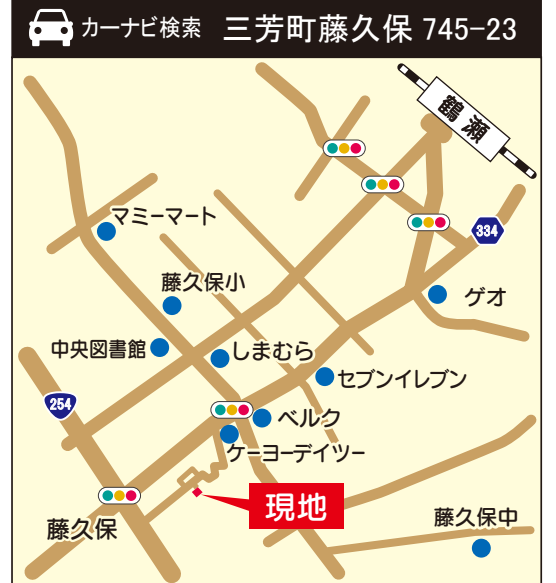 カーナビ検索 三芳町藤久保 745-23
鶴瀬
マミーマート
334
藤久保小
ゲオ
中央図書館
しまむら
セブンイレブン
254
ベルク
ケーヨーデイツー
現地
藤久保
藤久保中